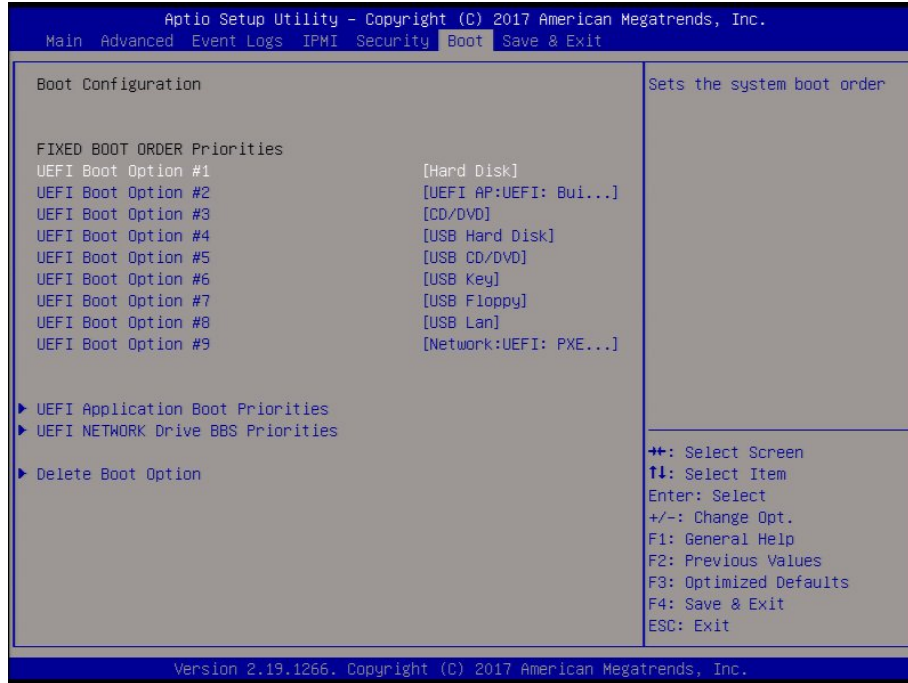 Aptio Setup Utility – Copyright (C) 2017 American Megatrends, Inc.
Main Advanced Event Logs IPMI Security Boot Save & Exit
Boot Configuration
Sets the system boot order
FIXED BOOT ORDER Priorities
UEFI Boot Option #1 [Hard Disk]
UEFI Boot Option #2 [UEFI AP:UEFI: Bui...]
UEFI Boot Option #3 [CD/DVD]
UEFI Boot Option #4 [USB Hard Disk]
UEFI Boot Option #5 [USB CD/DVD]
UEFI Boot Option #6 [USB Key]
UEFI Boot Option #7 [USB Floppy]
UEFI Boot Option #8 [USB Lan]
UEFI Boot Option #9 [Network:UEFI: PXE...]
UEFI Application Boot Priorities
UEFI NETWORK Drive BBS Priorities
Delete Boot Option
→←: Select Screen
↑↓: Select Item
Enter: Select
+/-: Change Opt.
F1: General Help
F2: Previous Values
F3: Optimized Defaults
F4: Save & Exit
ESC: Exit
Version 2.19.1266. Copyright (C) 2017 American Megatrends, Inc.